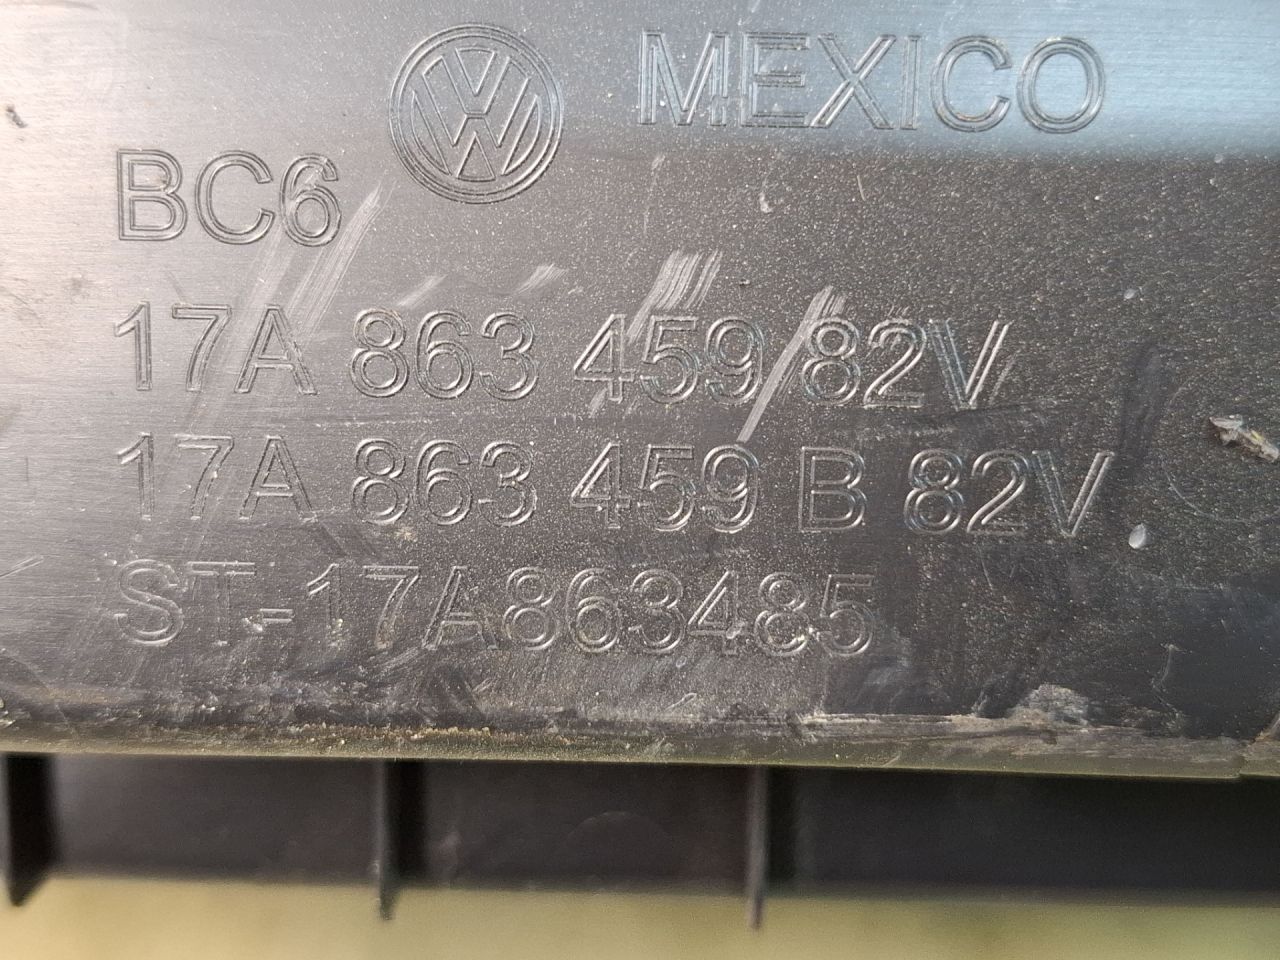 MEXICO
BC6
17A 863 459 82V
17A 863 459 B 82V
ST-17A863485